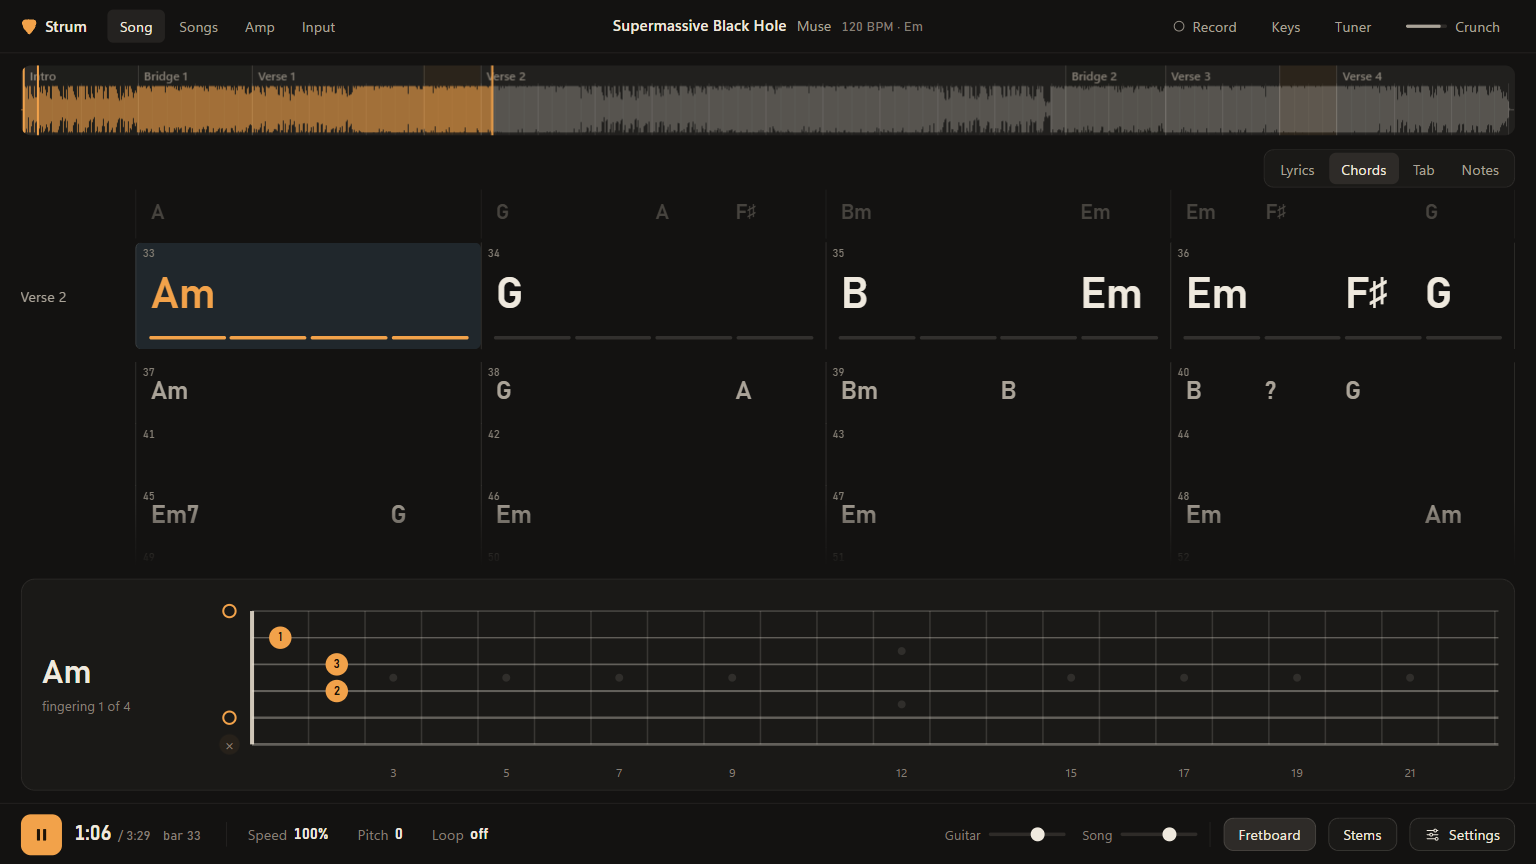 Strum Song Songs Amp Input Supermassive Black Hole Muse 120 BPM · Em Record Keys Tuner Crunch
Intro Bridge 1 Verse 1 Verse 2 Bridge 2 Verse 3 Verse 4
Lyrics Chords Tab Notes
A G A F♯ Bm Em Em F♯ G
33 34 35 36
Verse 2 Am G B Em Em F♯ G
37 38 39 40
Am G A Bm B B ? G
41 42 43 44
45 46 47 48
Em7 G Em Em Em Am
49 50 51 52
1
3
2
Am
fingering 1 of 4
×
3 5 7 9 12 15 17 19 21
1:06 / 3:29 bar 33 Speed 100% Pitch 0 Loop off Guitar Song Fretboard Stems Settings